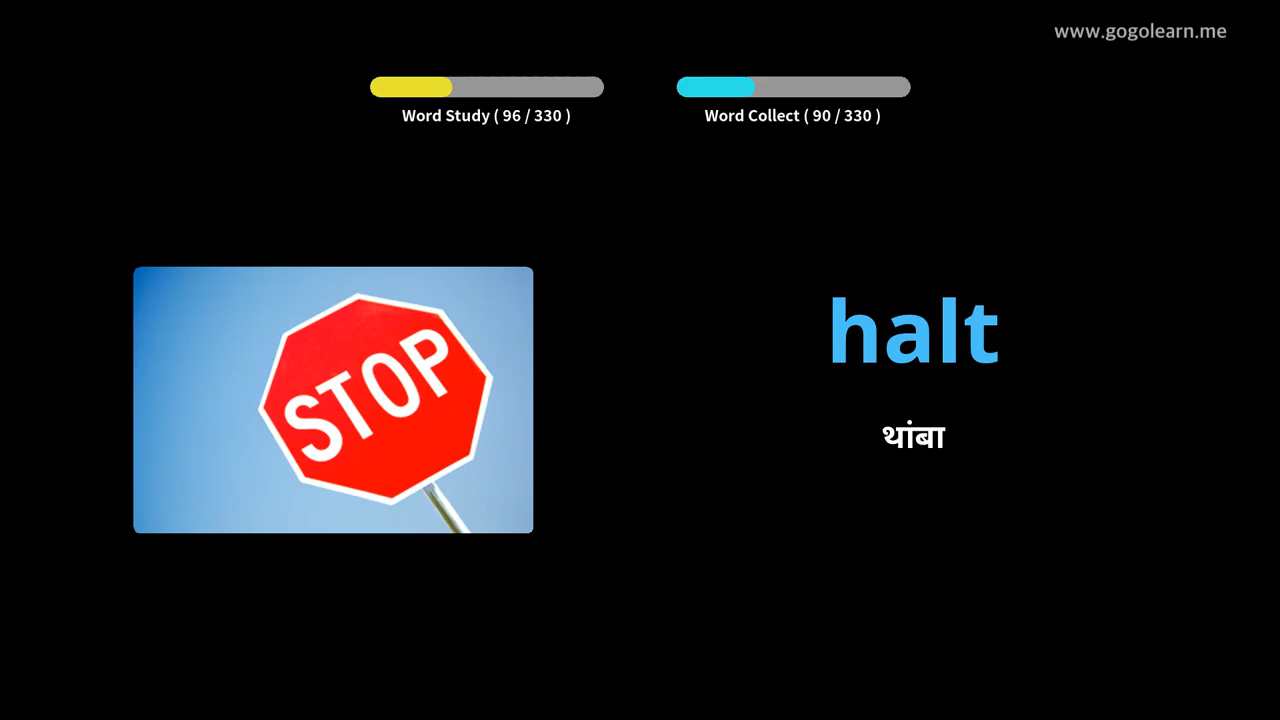 www.gogolearn.me
Word Study ( 96 / 330 )
Word Collect ( 90 / 330 )
STOP
halt
थांबा